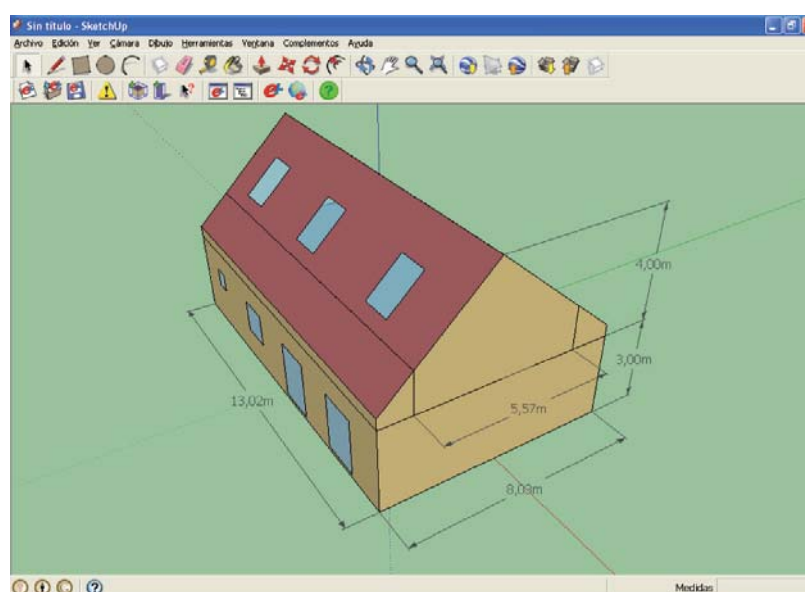 Sin título - SketchUp
Archivo Edición Ver Cámara Dibujo Herramientas Ventana Complementos Ayuda
4,00m
3,00m
13,02m
5,57m
8,03m
Medidas